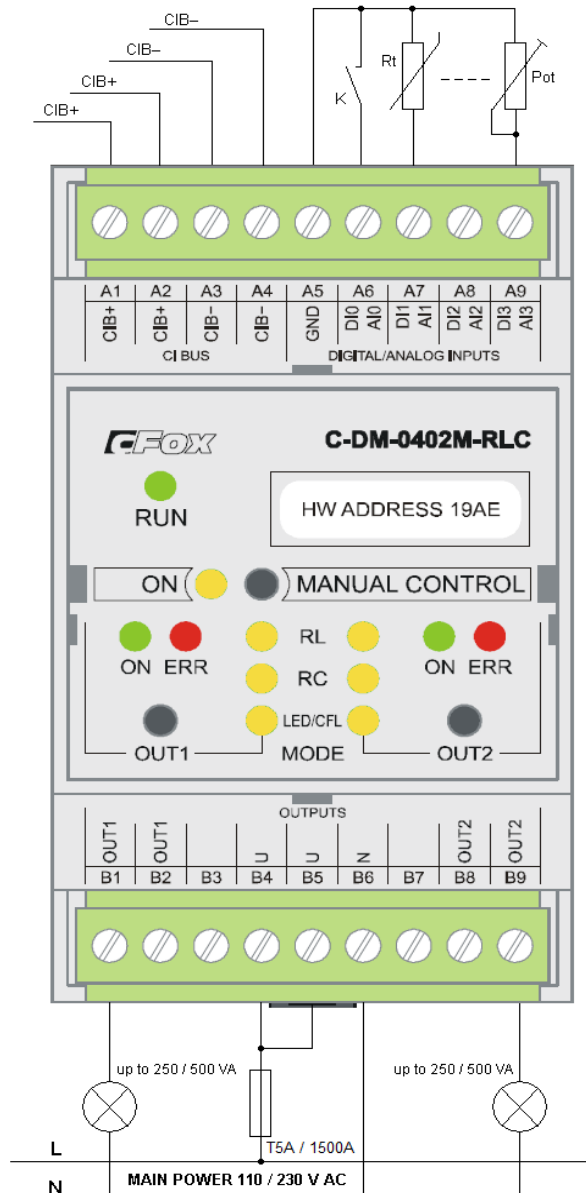 CIB–
CIB–
CIB+
CIB+
Rt
K
Pot
A1 A2 A3 A4 A5 A6 A7 A8 A9
CIB+ CIB+ CIB– CIB– GND DI0 AI0 DI1 AI1 DI2 AI2 DI3 AI3
CI BUS DIGITAL/ANALOG INPUTS
CFOX C-DM-0402M-RLC
RUN HW ADDRESS 19AE
ON MANUAL CONTROL
RL
ON ERR RC ON ERR
LED/CFL
OUT1 MODE OUT2
OUTPUTS
OUT1 OUT1 U U N OUT2 OUT2
B1 B2 B3 B4 B5 B6 B7 B8 B9
up to 250 / 500 VA up to 250 / 500 VA
L T5A / 1500A
N MAIN POWER 110 / 230 V AC